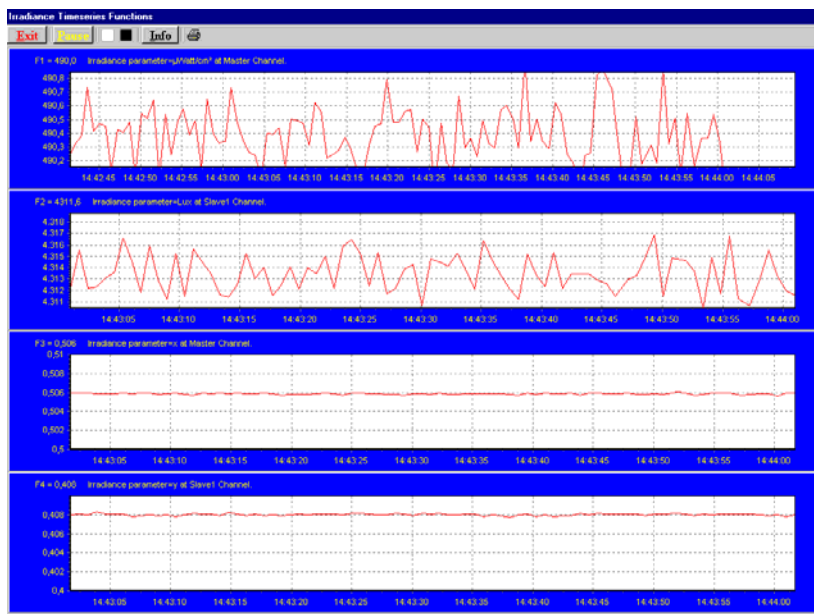 Irradiance Timeseries Functions
Exit Pause Info
F1 = 490,0 Irradiance parameter=µWatt/cm² at Master Channel.
490,8
490,7
490,6
490,5
490,4
490,3
490,2
14:42:45 14:42:50 14:42:55 14:43:00 14:43:05 14:43:10 14:43:15 14:43:20 14:43:25 14:43:30 14:43:35 14:43:40 14:43:45 14:43:50 14:43:55 14:44:00 14:44:05
F2 = 4311,6 Irradiance parameter=Lux at Slave1 Channel.
4.318
4.317
4.316
4.315
4.314
4.313
4.312
4.311
14:43:05 14:43:10 14:43:15 14:43:20 14:43:25 14:43:30 14:43:35 14:43:40 14:43:45 14:43:50 14:43:55 14:44:00
F3 = 0,506 Irradiance parameter=x at Master Channel.
0,51
0,508
0,506
0,504
0,502
0,5
14:43:05 14:43:10 14:43:15 14:43:20 14:43:25 14:43:30 14:43:35 14:43:40 14:43:45 14:43:50 14:43:55 14:44:00
F4 = 0,408 Irradiance parameter=y at Slave1 Channel.
0,408
0,406
0,404
0,402
0,4
14:43:05 14:43:10 14:43:15 14:43:20 14:43:25 14:43:30 14:43:35 14:43:40 14:43:45 14:43:50 14:43:55 14:44:00